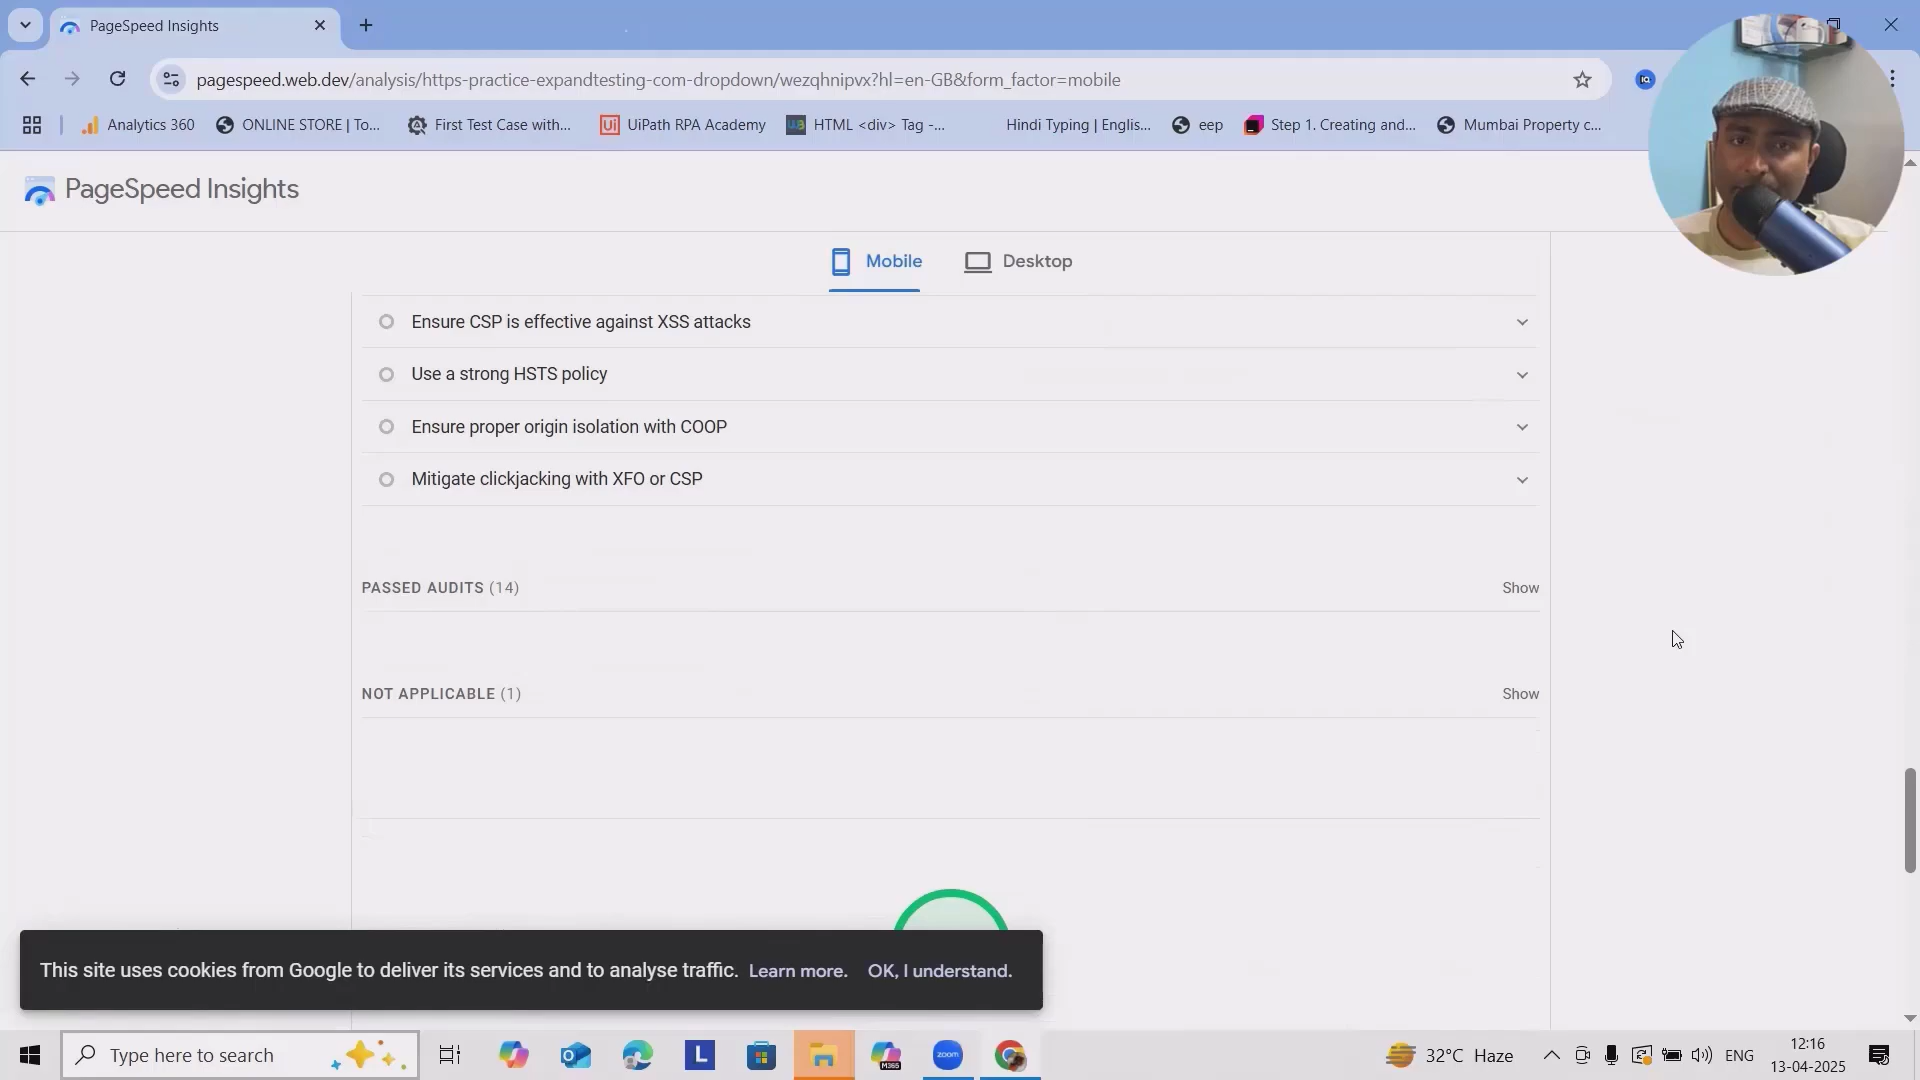 PageSpeed Insights
pagespeed.web.dev/analysis/https-practice-expandtesting-com-dropdown/wezqhnipvx?hl=en-GB&form_factor=mobile
Analytics 360
ONLINE STORE | To...
First Test Case with...
UiPath RPA Academy
HTML <div> Tag -...
Hindi Typing | Englis...
eep
Step 1. Creating and...
Mumbai Property c...
PageSpeed Insights
Mobile
Desktop
Ensure CSP is effective against XSS attacks
Use a strong HSTS policy
Ensure proper origin isolation with COOP
Mitigate clickjacking with XFO or CSP
PASSED AUDITS (14)
Show
NOT APPLICABLE (1)
Show
This site uses cookies from Google to deliver its services and to analyse traffic. Learn more. OK, I understand.
Type here to search
L
M365
zoom
32°C Haze
ENG
12:16
13-04-2025